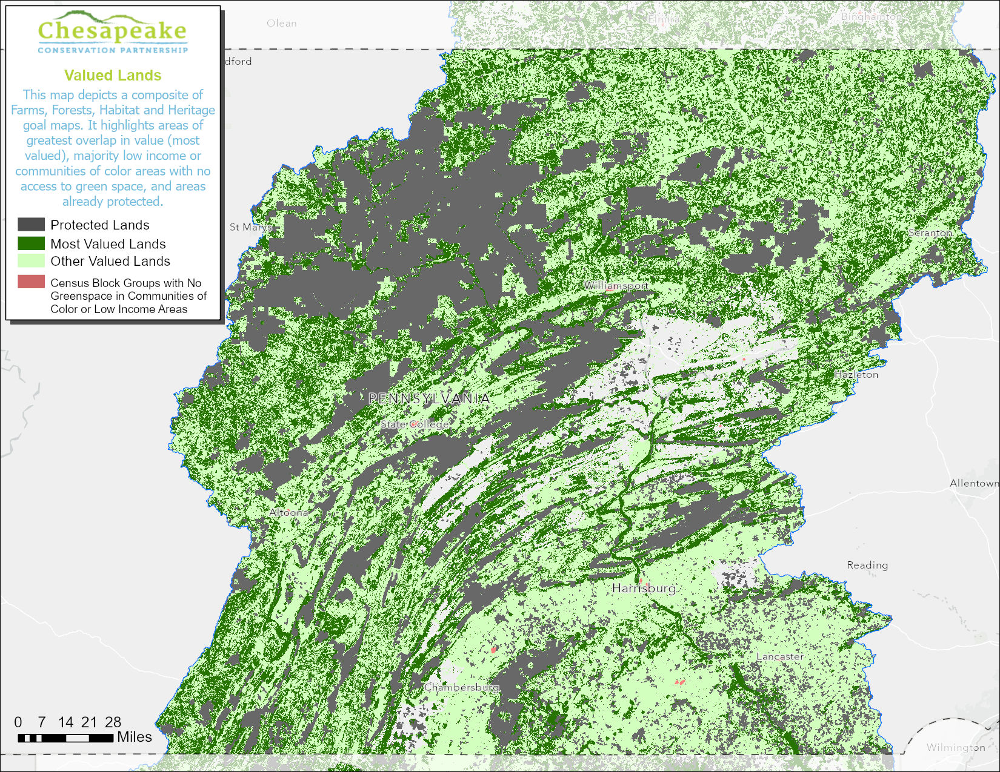 Chesapeake
CONSERVATION PARTNERSHIP
Valued Lands
This map depicts a composite of
Farms, Forests, Habitat and Heritage
goal maps. It highlights areas of
greatest overlap in value (most
valued), majority low income or
communities of color areas with no
access to green space, and areas
already protected.
Protected Lands
Most Valued Lands
Other Valued Lands
Census Block Groups with No
Greenspace in Communities of
Color or Low Income Areas
Olean
Elmira
Binghamton
dford
St Marys
Scranton
Williamsport
Hazleton
PENNSYLVANIA
State College
Allentown
Altoona
Reading
Harrisburg
Lancaster
Chambersburg
Wilmington
0 7 14 21 28
Miles